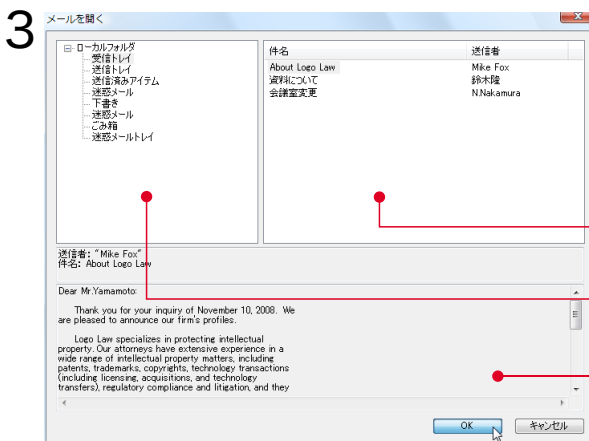 3
メールを開く
ローカルフォルダ
受信トレイ
送信トレイ
送信済みアイテム
迷惑メール
下書き
迷惑メール
ごみ箱
迷惑メールトレイ
件名 送信者
About Logo Law Mike Fox
資料について 鈴木隆
会議室変更 N.Nakamura
送信者: "Mike Fox"
件名: About Logo Law
Dear Mr.Yamamoto:
Thank you for your inquiry of November 10, 2008. We
are pleased to announce our firm's profiles.
Logo Law specializes in protecting intellectual
property. Our attorneys have extensive experience in a
wide range of intellectual property matters, including
patents, trademarks, copyrights, technology transactions
(including licensing, acquisitions, and technology
transfers), regulatory compliance and litigation, and they
OK キャンセル